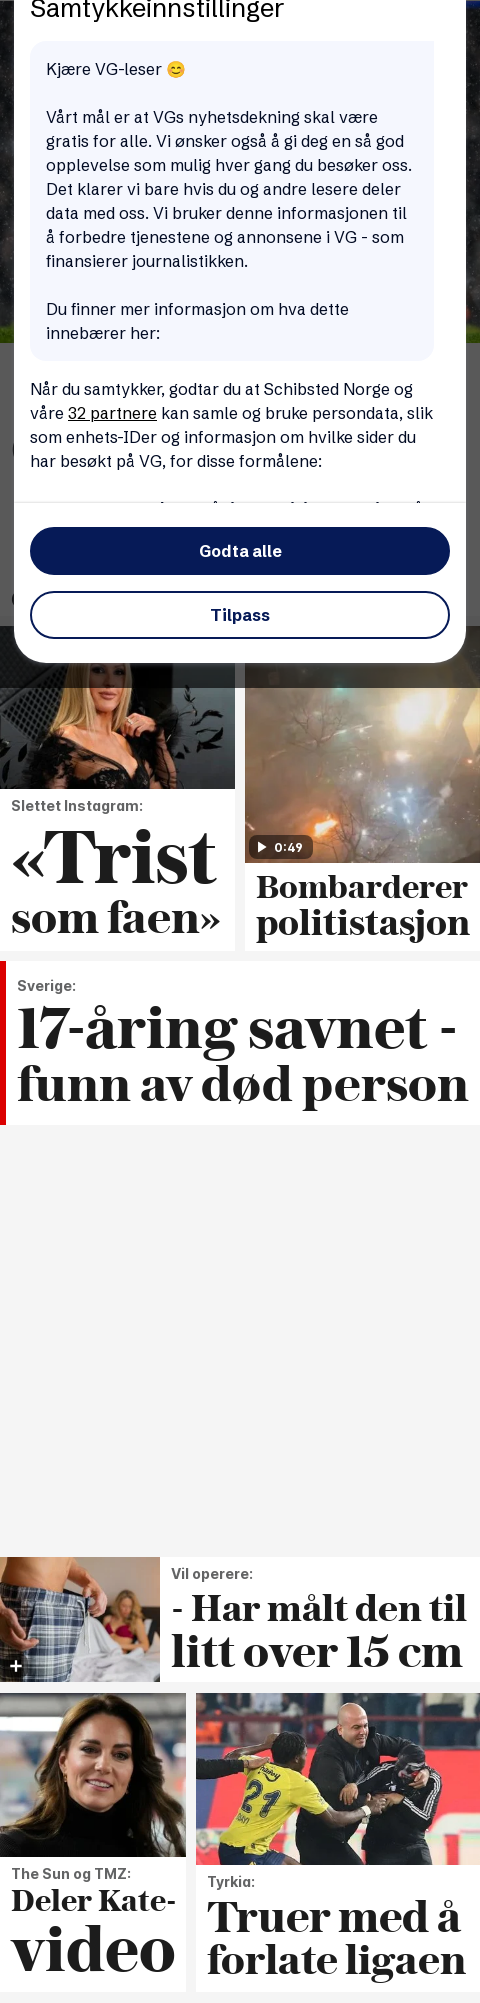 Samtykkeinnstillinger
Kjære VG-leser 😊
Vårt mål er at VGs nyhetsdekning skal være
gratis for alle. Vi ønsker også å gi deg en så god
opplevelse som mulig hver gang du besøker oss.
Det klarer vi bare hvis du og andre lesere deler
data med oss. Vi bruker denne informasjonen til
å forbedre tjenestene og annonsene i VG - som
finansierer journalistikken.
Du finner mer informasjon om hva dette
innebærer her:
Når du samtykker, godtar du at Schibsted Norge og
våre 32 partnere kan samle og bruke persondata, slik
som enhets-IDer og informasjon om hvilke sider du
har besøkt på VG, for disse formålene:
Godta alle
Tilpass
Slettet Instagram:
«Trist
som faen»
0:49
Bombarderer
politistasjon
Sverige:
17-åring savnet -
funn av død person
Vil operere:
- Har målt den til
litt over 15 cm
The Sun og TMZ:
Deler Kate-
video
21
Tyrkia:
Truer med å
forlate ligaen